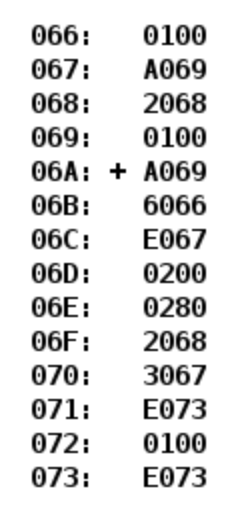 066: 0100
067: A069
068: 2068
069: 0100
06A: + A069
06B: 6066
06C: E067
06D: 0200
06E: 0280
06F: 2068
070: 3067
071: E073
072: 0100
073: E073